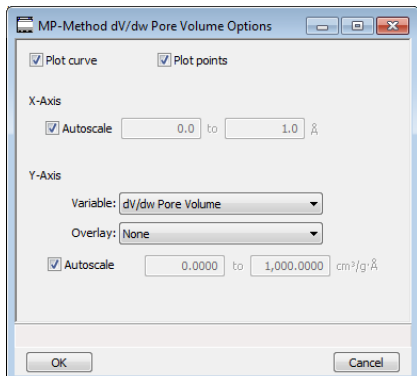 MP-Method dV/dw Pore Volume Options
Plot curve Plot points
X-Axis
Autoscale 0.0 to 1.0 Å
Y-Axis
Variable: dV/dw Pore Volume
Overlay: None
Autoscale 0.0000 to 1,000.0000 cm³/g·Å
OK Cancel